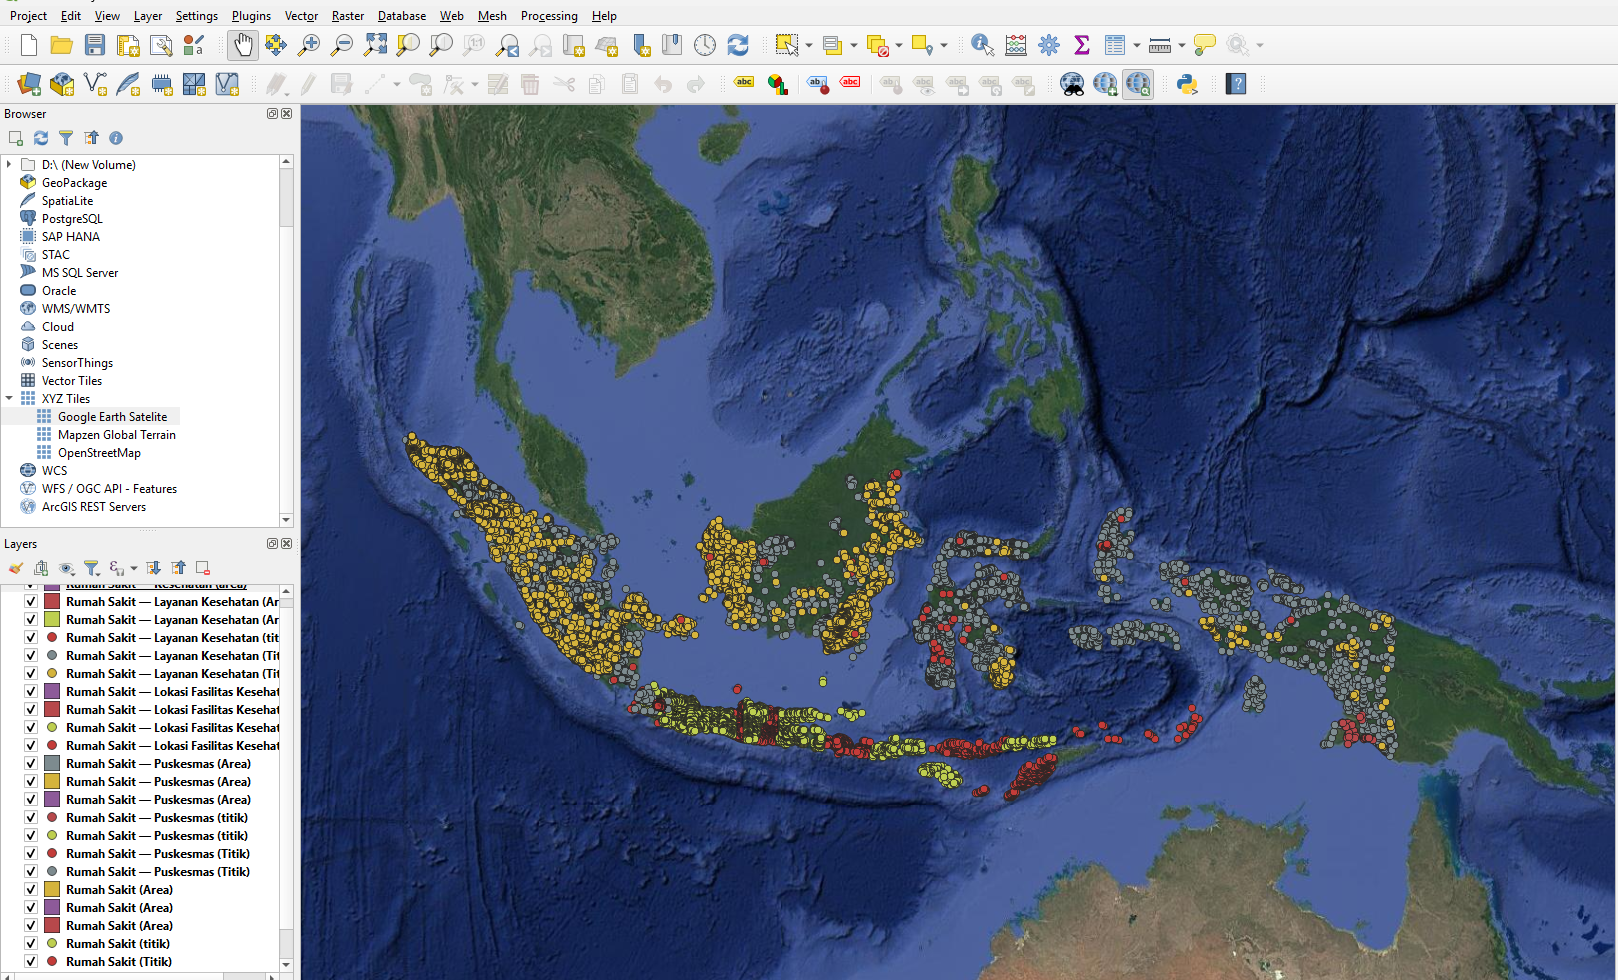 Project Edit View Layer Settings Plugins Vector Raster Database Web Mesh Processing Help
abc abc abc
Browser
D:\ (New Volume)
GeoPackage
SpatiaLite
PostgreSQL
SAP HANA
STAC
MS SQL Server
Oracle
WMS/WMTS
Cloud
Scenes
SensorThings
Vector Tiles
XYZ Tiles
Google Earth Satelite
Mapzen Global Terrain
OpenStreetMap
WCS
WFS / OGC API - Features
ArcGIS REST Servers
Layers
Rumah Sakit — Kesehatan (area)
Rumah Sakit — Layanan Kesehatan (Ar
Rumah Sakit — Layanan Kesehatan (Ar
Rumah Sakit — Layanan Kesehatan (tit
Rumah Sakit — Layanan Kesehatan (Tit
Rumah Sakit — Layanan Kesehatan (Tit
Rumah Sakit — Lokasi Fasilitas Kesehat
Rumah Sakit — Lokasi Fasilitas Kesehat
Rumah Sakit — Lokasi Fasilitas Kesehat
Rumah Sakit — Lokasi Fasilitas Kesehat
Rumah Sakit — Puskesmas (Area)
Rumah Sakit — Puskesmas (Area)
Rumah Sakit — Puskesmas (Area)
Rumah Sakit — Puskesmas (titik)
Rumah Sakit — Puskesmas (titik)
Rumah Sakit — Puskesmas (Titik)
Rumah Sakit — Puskesmas (Titik)
Rumah Sakit (Area)
Rumah Sakit (Area)
Rumah Sakit (Area)
Rumah Sakit (titik)
Rumah Sakit (Titik)